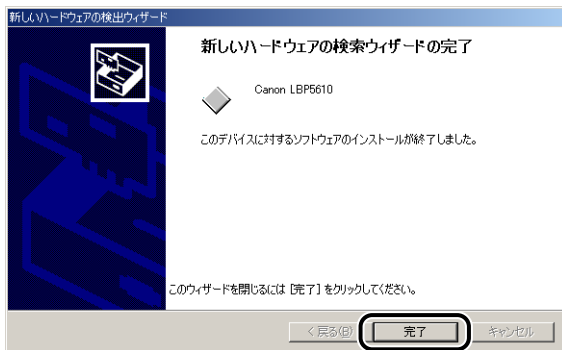 新しいハードウェアの検出ウィザード
新しいハードウェアの検索ウィザードの完了
Canon LBP5610
このデバイスに対するソフトウェアのインストールが終了しました。
このウィザードを閉じるには [完了] をクリックしてください。
< 戻る(B) 完了 キャンセル